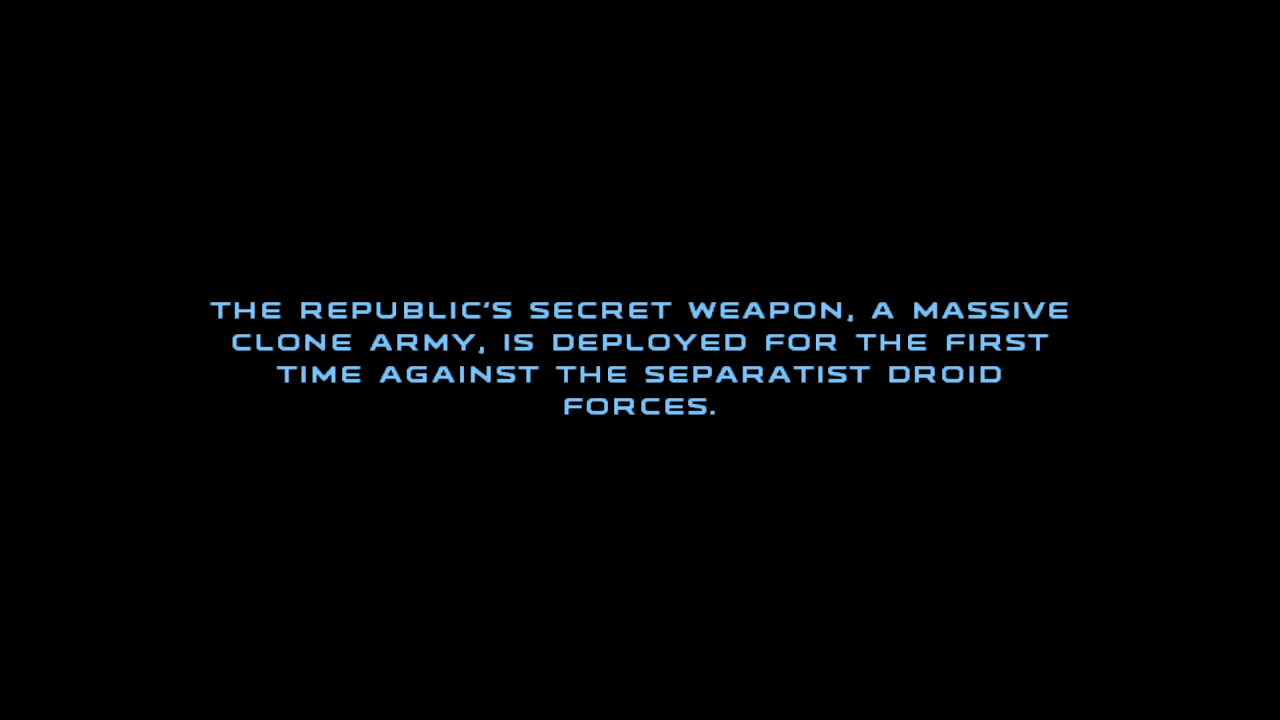 THE REPUBLIC'S SECRET WEAPON, A MASSIVE
CLONE ARMY, IS DEPLOYED FOR THE FIRST
TIME AGAINST THE SEPARATIST DROID
FORCES.